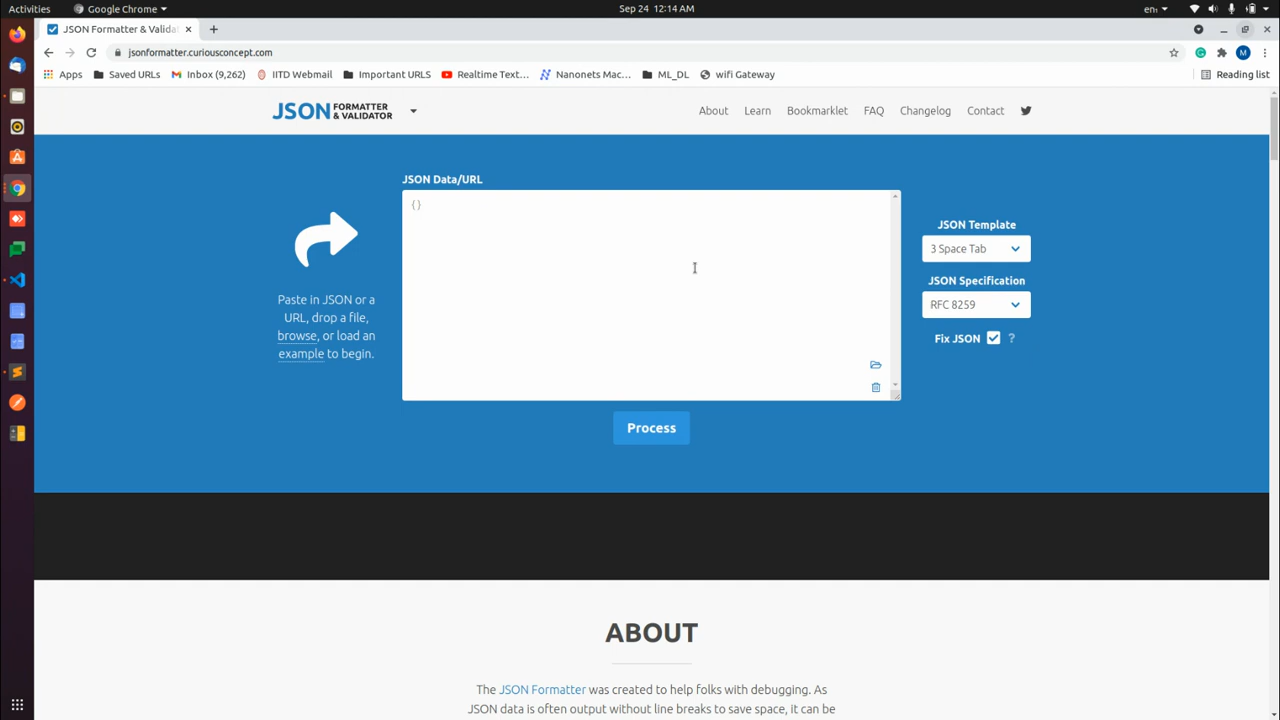 Activities
Google Chrome
Sep 24 12:14 AM
en
JSON Formatter & Valida
jsonformatter.curiousconcept.com
M
Apps
Saved URLs
Inbox (9,262)
IITD Webmail
Important URLS
Realtime Text...
Nanonets Mac...
ML_DL
wifi Gateway
Reading list
JSON FORMATTER
& VALIDATOR
About
Learn
Bookmarklet
FAQ
Changelog
Contact
JSON Data/URL
{}
Paste in JSON or a
URL, drop a file,
browse, or load an
example to begin.
JSON Template
3 Space Tab
JSON Specification
RFC 8259
Fix JSON ?
Process
ABOUT
The JSON Formatter was created to help folks with debugging. As
JSON data is often output without line breaks to save space, it can be